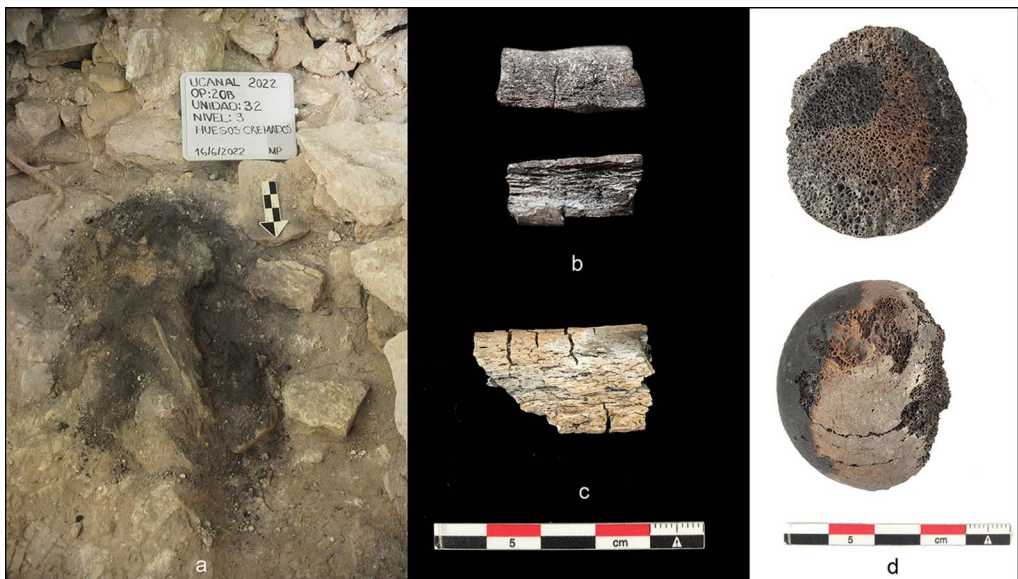 UCANAL 2022
OP: 20B
UNIDAD: 32
NIVEL: 3
HUESOS CREMADOS
16/6/2022 MP
a
b
c
5 cm A
d
5 cm A